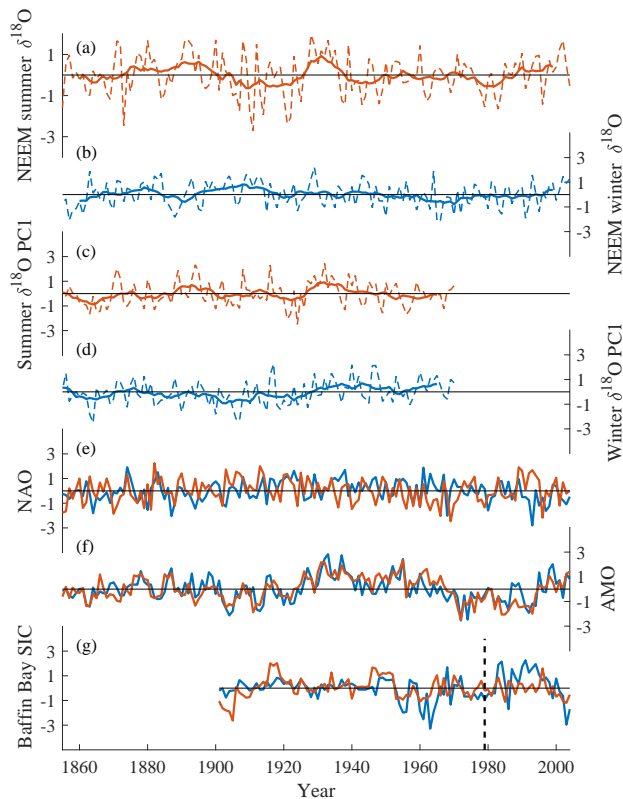 NEEM summer δ¹⁸O
(a)
1
-1
-3
(b)
3
1
-1
-3
NEEM winter δ¹⁸O
Summer δ¹⁸O PC1
(c)
3
1
-1
-3
(d)
3
1
-1
-3
Winter δ¹⁸O PC1
NAO
(e)
3
1
-1
-3
(f)
3
1
-1
-3
AMO
Baffin Bay SIC
(g)
3
1
-1
-3
1860 1880 1900 1920 1940 1960 1980 2000
Year